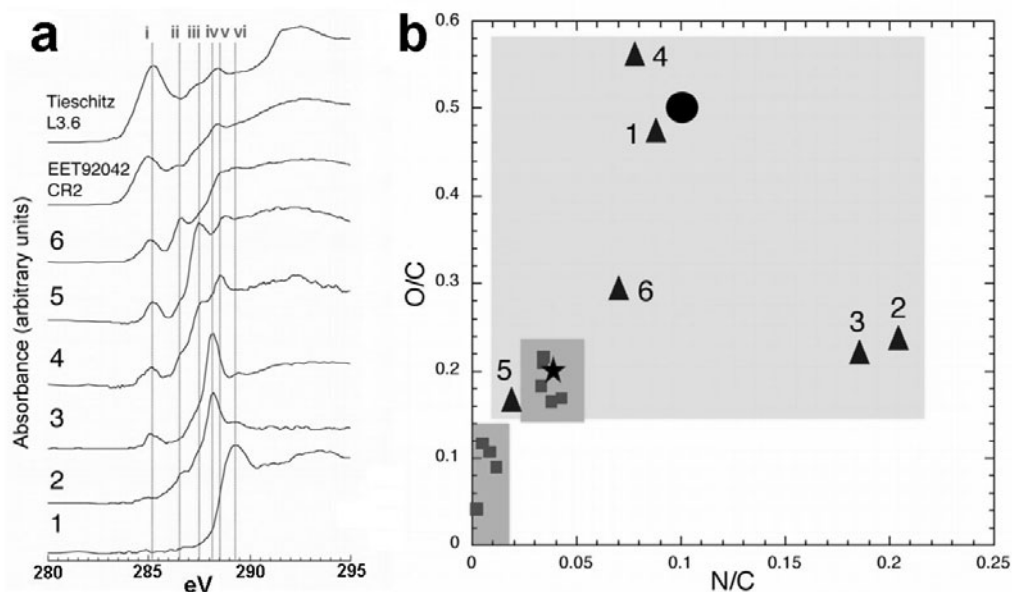 a
i ii iii iv v vi
Tieschitz
L3.6
EET92042
CR2
6
5
4
3
2
1
Absorbance (arbitrary units)
280 285 290 295
eV
b
0.6
0.5
0.4
0.3
0.2
0.1
0
O/C
4
1
6
3 2
5
0 0.05 0.1 0.15 0.2 0.25
N/C